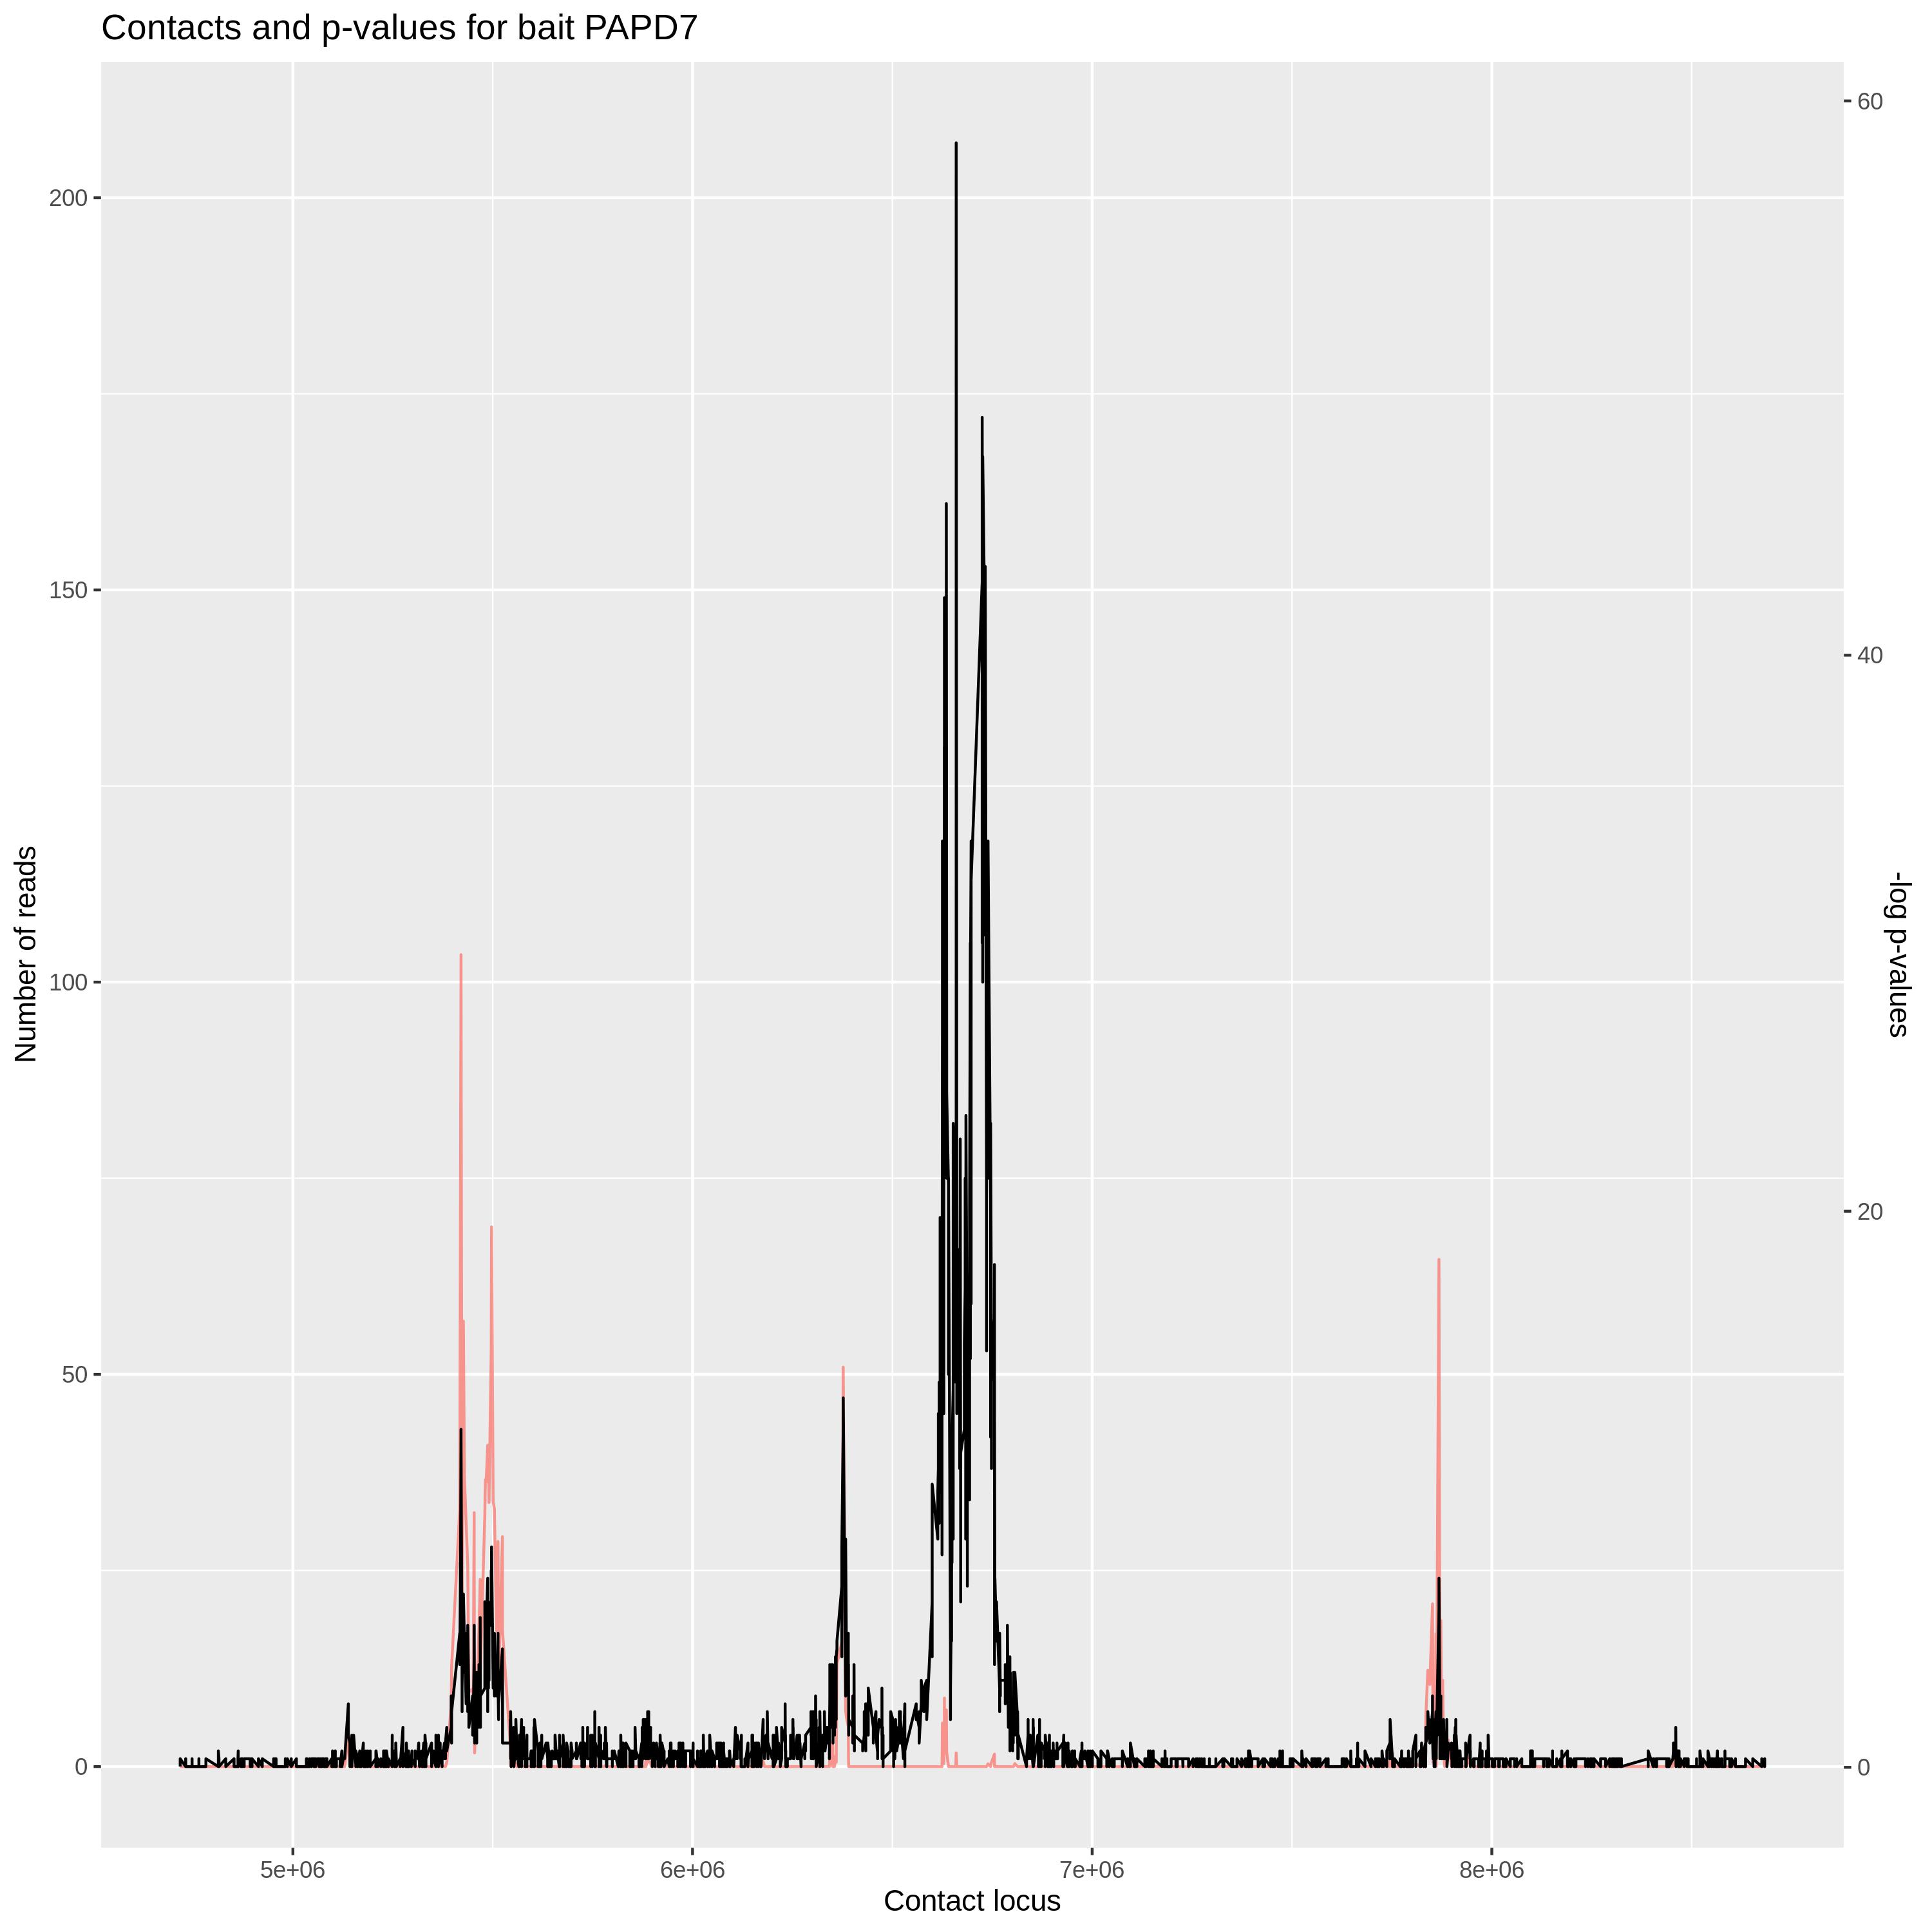 Contacts and p-values for bait PAPD7
60
200
150
40
Number of reads
-log p-values
100
20
50
0
0
5e+06
6e+06
7e+06
8e+06
Contact locus